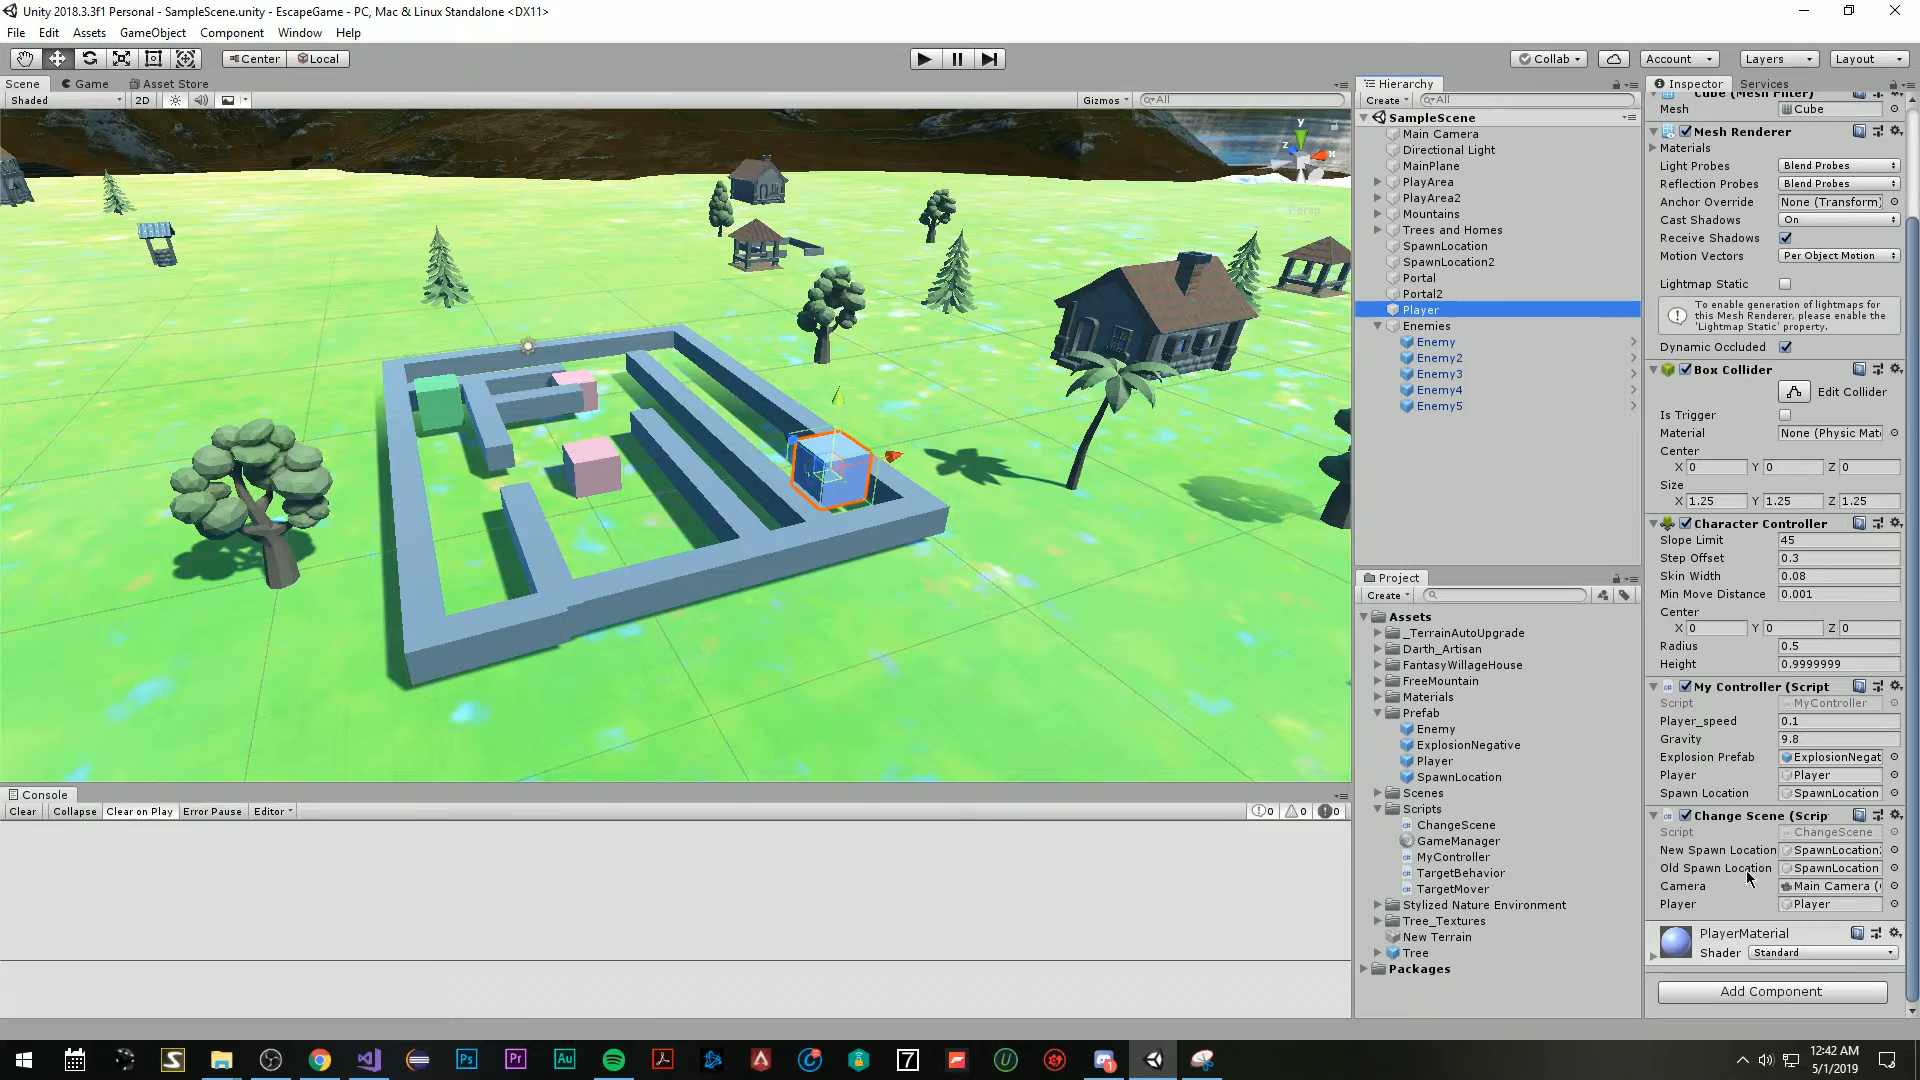 Unity 2018.3.3f1 Personal - SampleScene.unity - EscapeGame - PC, Mac & Linux Standalone <DX11>
File Edit Assets GameObject Component Window Help
Center Local
Collab Account Layers Layout
Scene Game Asset Store
Shaded 2D Gizmos All
y
z x
Persp
Console
Clear Collapse Clear on Play Error Pause Editor 0 0 0
Hierarchy
Create All
SampleScene
Main Camera
Directional Light
MainPlane
PlayArea
PlayArea2
Mountains
Trees and Homes
SpawnLocation
SpawnLocation2
Portal
Portal2
Player
Enemies
Enemy
Enemy2
Enemy3
Enemy4
Enemy5
Project
Create
Assets
_TerrainAutoUpgrade
Darth_Artisan
FantasyVillageHouse
FreeMountain
Materials
Prefab
Enemy
ExplosionNegative
Player
SpawnLocation
Scenes
Scripts
ChangeScene
GameManager
MyController
TargetBehavior
TargetMover
Stylized Nature Environment
Tree_Textures
New Terrain
Tree
Packages
Inspector Services
Cube (Mesh Filter)
Mesh Cube
Mesh Renderer
Materials
Light Probes Blend Probes
Reflection Probes Blend Probes
Anchor Override None (Transform)
Cast Shadows On
Receive Shadows
Motion Vectors Per Object Motion
Lightmap Static
To enable generation of lightmaps for
this Mesh Renderer, please enable the
'Lightmap Static' property.
Dynamic Occluded
Box Collider
Edit Collider
Is Trigger
Material None (Physic Mate
Center
X 0 Y 0 Z 0
Size
X 1.25 Y 1.25 Z 1.25
Character Controller
Slope Limit 45
Step Offset 0.3
Skin Width 0.08
Min Move Distance 0.001
Center
X 0 Y 0 Z 0
Radius 0.5
Height 0.9999999
My Controller (Script
Script MyController
Player_speed 0.1
Gravity 9.8
Explosion Prefab ExplosionNegat
Player Player
Spawn Location SpawnLocation
Change Scene (Scrip
Script ChangeScene
New Spawn Location SpawnLocation
Old Spawn Location SpawnLocation
Camera Main Camera (
Player Player
PlayerMaterial
Shader Standard
Add Component
S Ps Pr Au 7 U 1
12:42 AM
5/1/2019